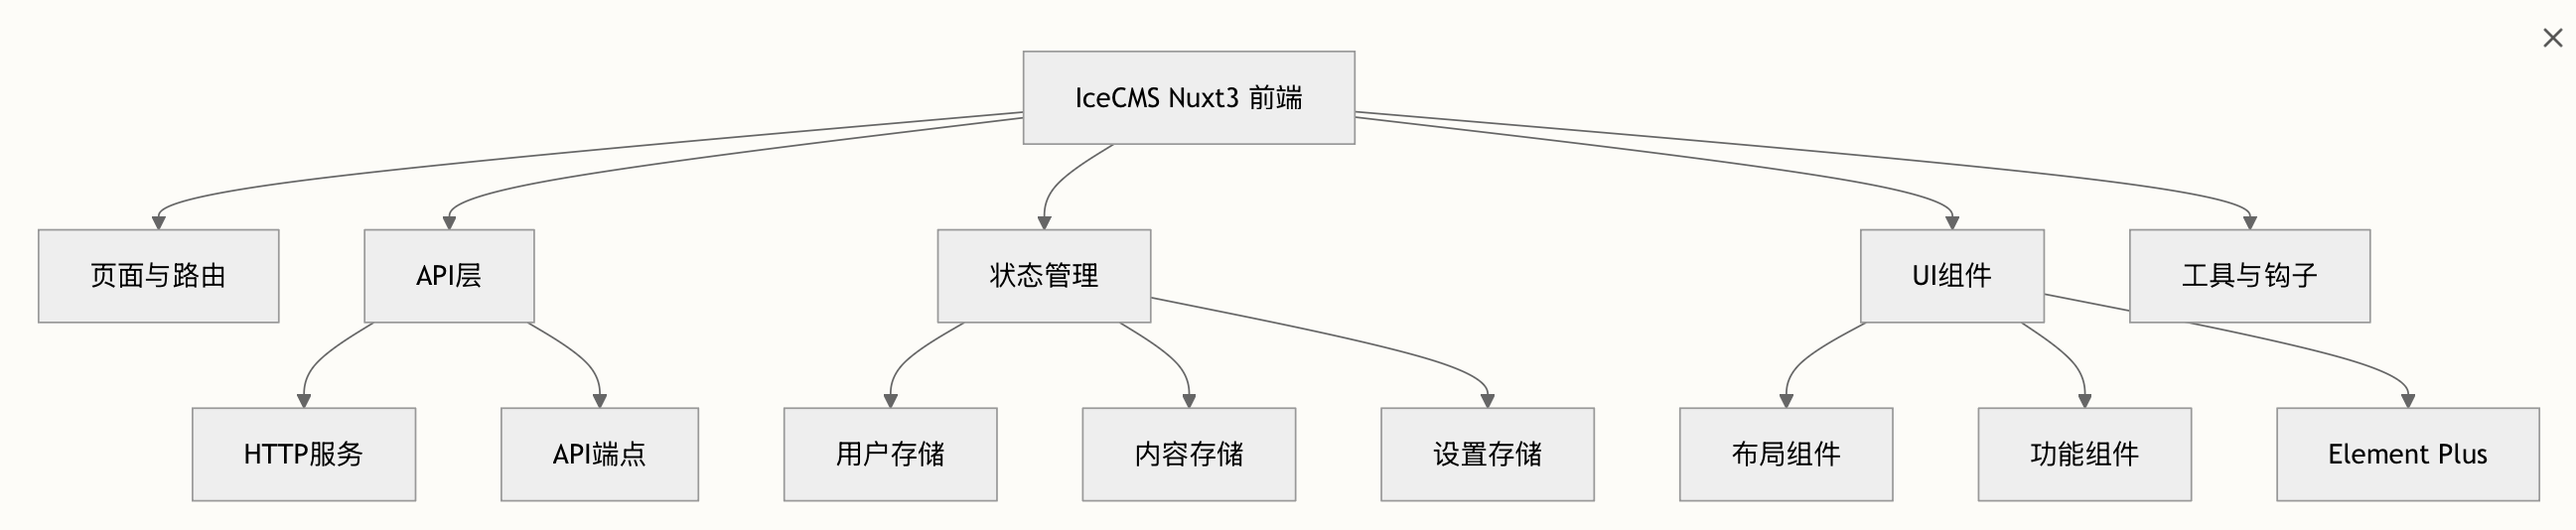 IceCMS Nuxt3 前端
页面与路由
API层
状态管理
UI组件
工具与钩子
HTTP服务
API端点
用户存储
内容存储
设置存储
布局组件
功能组件
Element Plus